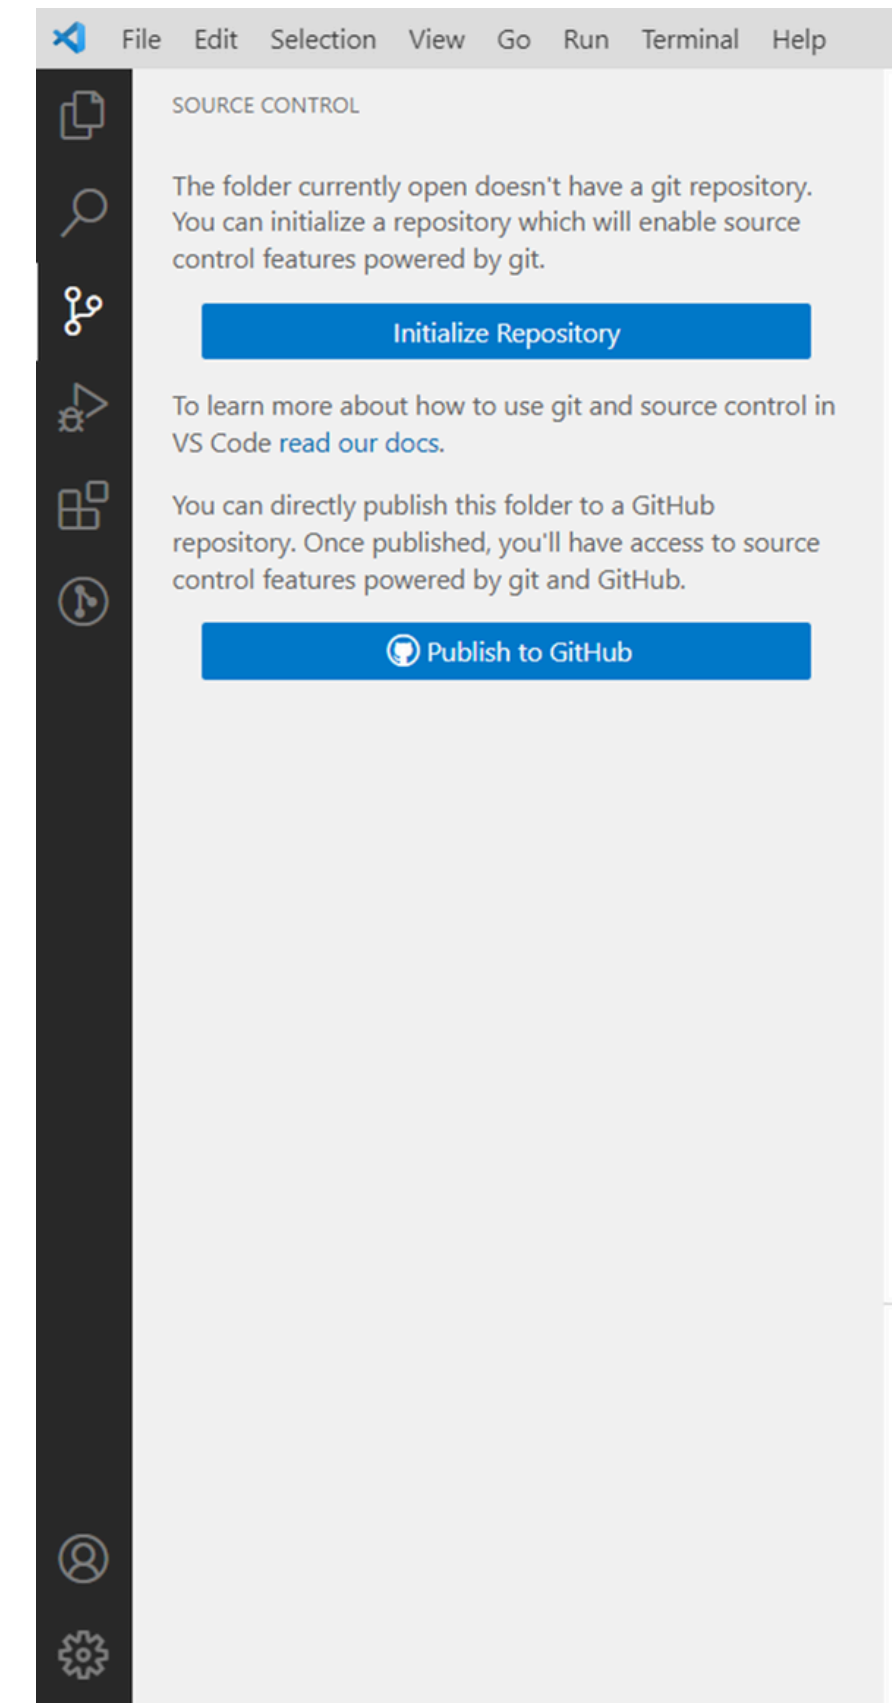 File Edit Selection View Go Run Terminal Help
SOURCE CONTROL
The folder currently open doesn't have a git repository.
You can initialize a repository which will enable source
control features powered by git.
Initialize Repository
To learn more about how to use git and source control in
VS Code read our docs.
You can directly publish this folder to a GitHub
repository. Once published, you'll have access to source
control features powered by git and GitHub.
Publish to GitHub